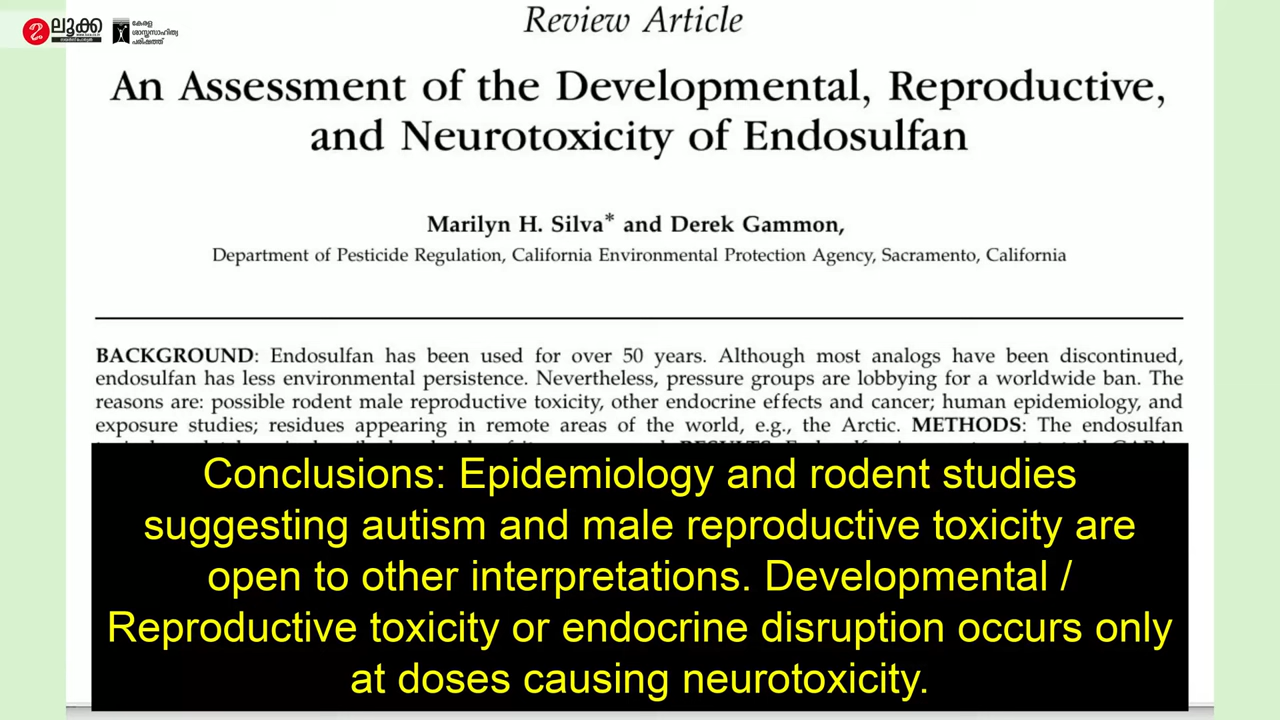 ലൂക്ക
കേരള
ശാസ്ത്രസാഹിത്യ
പരിഷത്ത്
Review Article
An Assessment of the Developmental, Reproductive,
and Neurotoxicity of Endosulfan
Marilyn H. Silva* and Derek Gammon,
Department of Pesticide Regulation, California Environmental Protection Agency, Sacramento, California
BACKGROUND: Endosulfan has been used for over 50 years. Although most analogs have been discontinued,
endosulfan has less environmental persistence. Nevertheless, pressure groups are lobbying for a worldwide ban. The
reasons are: possible rodent male reproductive toxicity, other endocrine effects and cancer; human epidemiology, and
exposure studies; residues appearing in remote areas of the world, e.g., the Arctic. METHODS: The endosulfan
Conclusions: Epidemiology and rodent studies
suggesting autism and male reproductive toxicity are
open to other interpretations. Developmental /
Reproductive toxicity or endocrine disruption occurs only
at doses causing neurotoxicity.